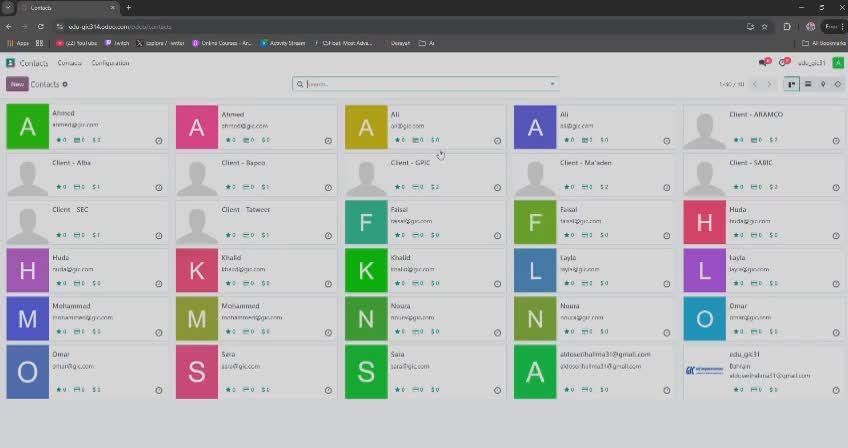 Contacts
edu-gic314.odoo.com/odoo/contacts
Apps (22) YouTube Twitch Explore / Twitter Online Courses - An... Activity Stream CSFloat: Most Adva... Derayah Ai All Bookmarks
Contacts Contacts Configuration edu_gic31 A
New Contacts Search... 1-30 / 30
A Ahmed
ahmed@gic.com
0 0 $ 0
A Ahmed
ahmed@gic.com
0 0 $ 0
A Ali
ali@gic.com
0 0 $ 0
A Ali
ali@gic.com
0 0 $ 0
Client - ARAMCO
0 0 $ 2
Client - Alba
0 0 $ 1
Client - Bapco
0 0 $ 1
Client - GPIC
0 0 $ 2
Client - Ma'aden
0 0 $ 2
Client - SABIC
0 0 $ 2
Client - SEC
0 0 $ 1
Client - Tatweer
0 0 $ 1
F Faisal
faisal@gic.com
0 0 $ 0
F Faisal
faisal@gic.com
0 0 $ 0
H Huda
huda@gic.com
0 0 $ 0
H Huda
huda@gic.com
0 0 $ 0
K Khalid
khalid@gic.com
0 0 $ 0
K Khalid
khalid@gic.com
0 0 $ 0
L Layla
layla@gic.com
0 0 $ 0
L Layla
layla@gic.com
0 0 $ 0
M Mohammed
mohammed@gic.com
0 0 $ 0
M Mohammed
mohammed@gic.com
0 0 $ 0
N Noura
noura@gic.com
0 0 $ 0
N Noura
noura@gic.com
0 0 $ 0
O Omar
omar@gic.com
0 0 $ 0
O Omar
omar@gic.com
0 0 $ 0
S Sara
sara@gic.com
0 0 $ 0
S Sara
sara@gic.com
0 0 $ 0
A aldoserihalima31@gmail.com
aldoserihalima31@gmail.com
0 0 $ 0
edu_gic31
Bahrain
aldoserihalima31@gmail.com
0 0 $ 0